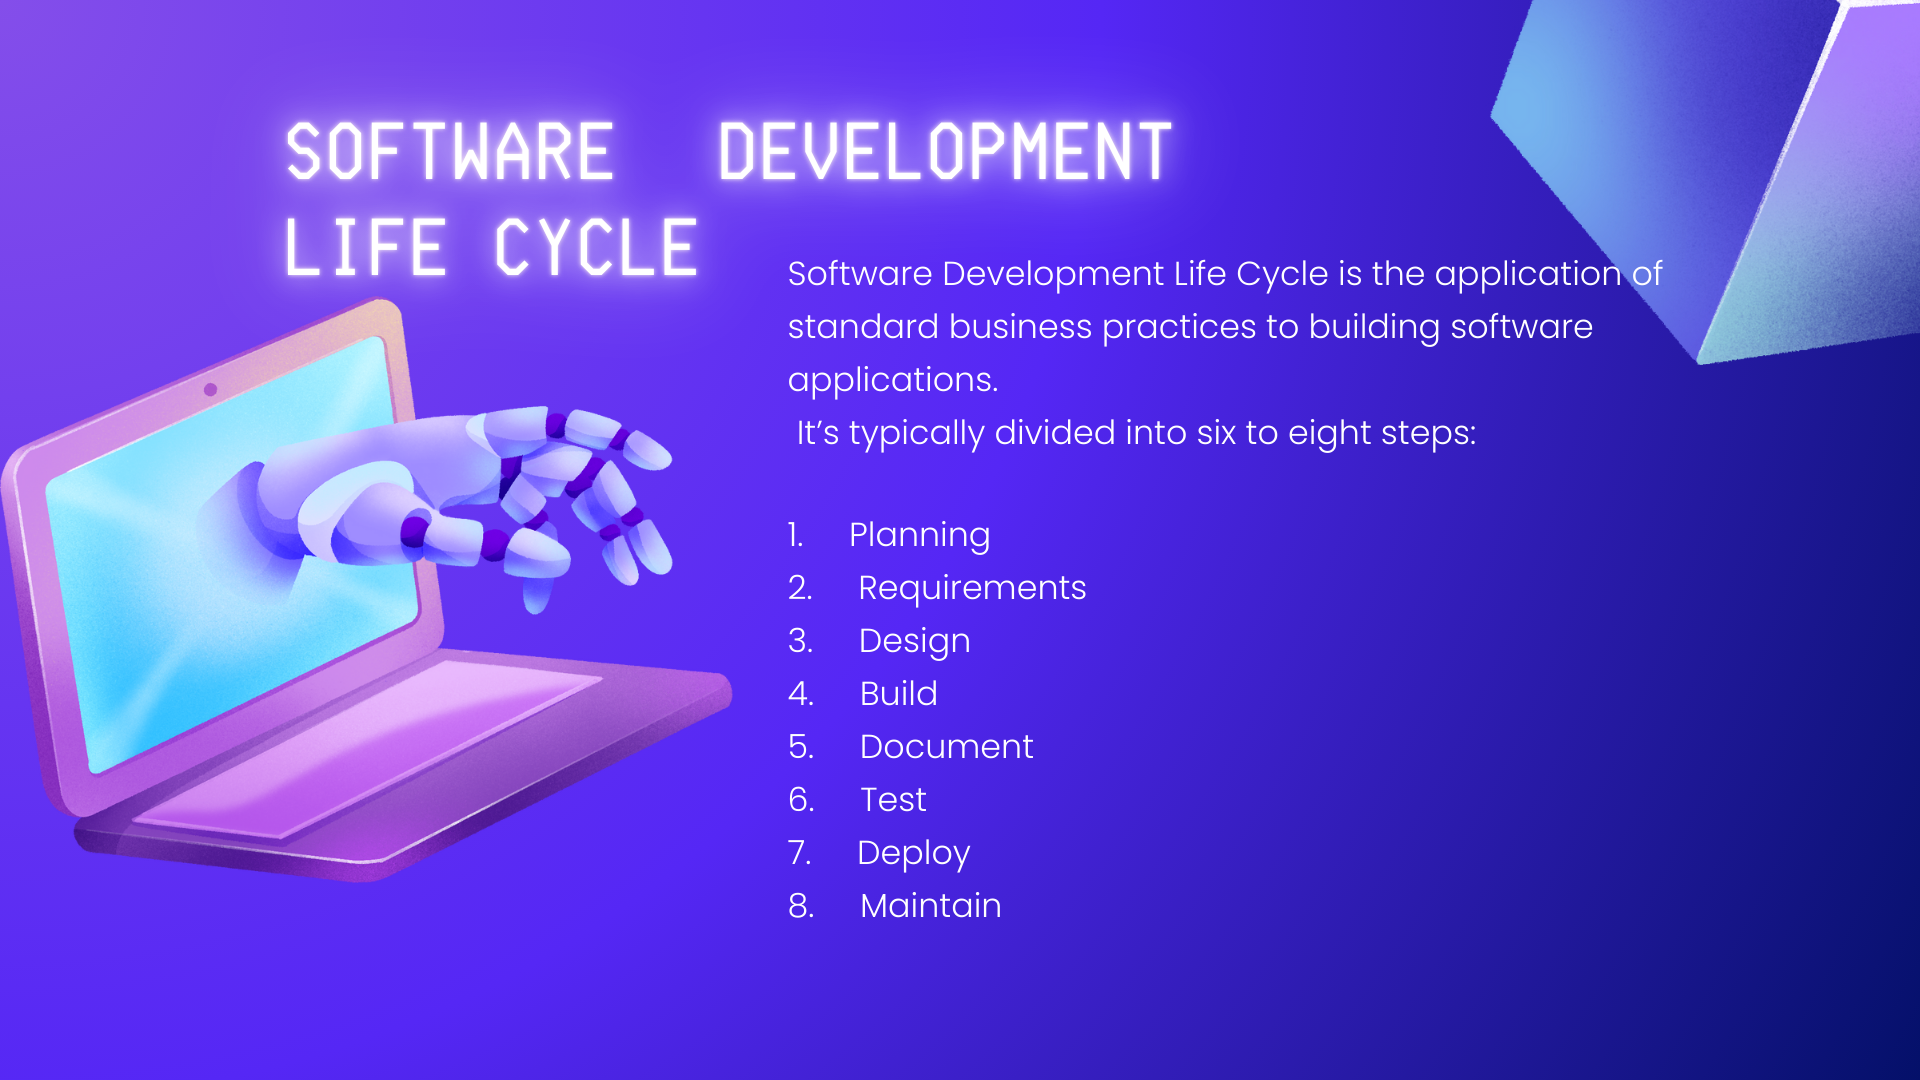 SOFTWARE DEVELOPMENT
LIFE CYCLE
Software Development Life Cycle is the application of
standard business practices to building software
applications.
It’s typically divided into six to eight steps:
1. Planning
2. Requirements
3. Design
4. Build
5. Document
6. Test
7. Deploy
8. Maintain